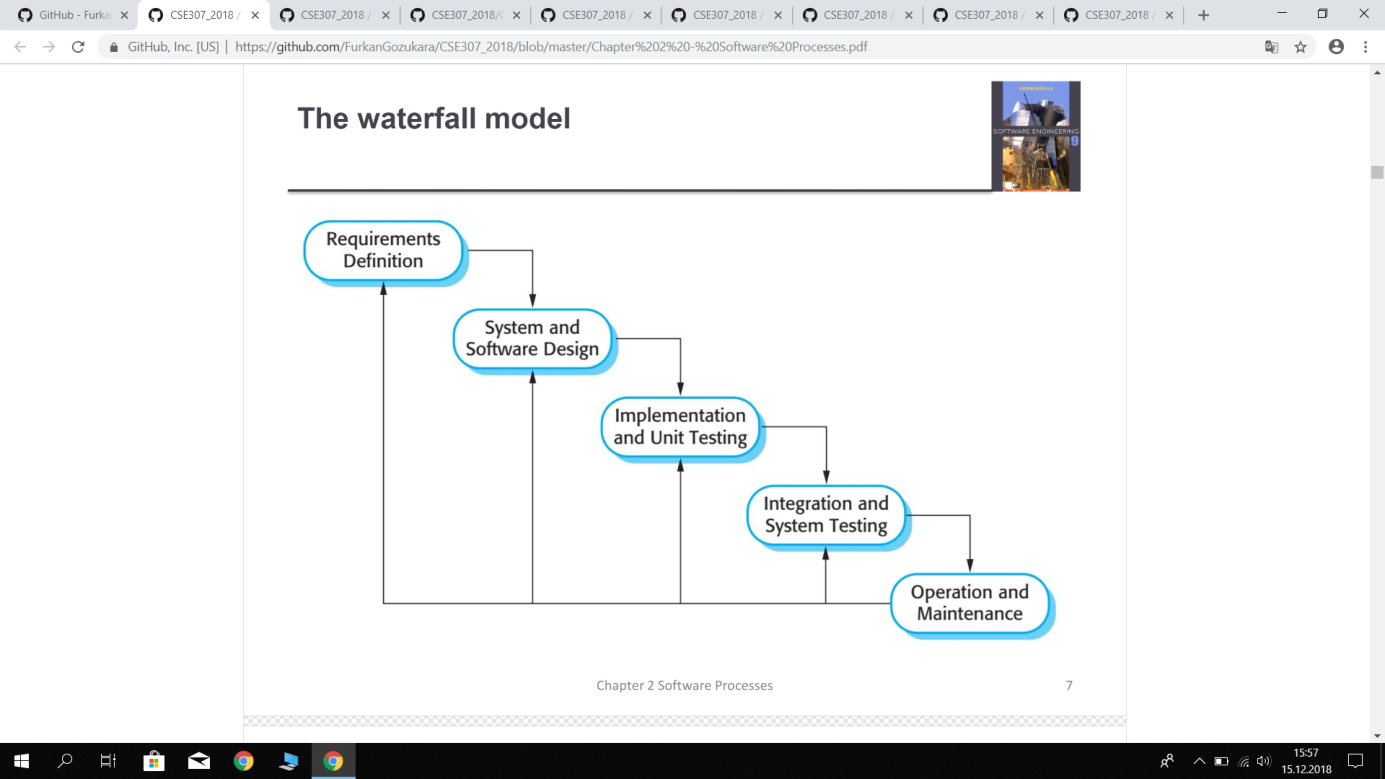 GitHub - Furka
CSE307_2018 /
CSE307_2018 /
CSE307_2018/
CSE307_2018 /
CSE307_2018 /
CSE307_2018 /
CSE307_2018 /
CSE307_2018 /
GitHub, Inc. [US] | https://github.com/FurkanGozukara/CSE307_2018/blob/master/Chapter%202%20-%20Software%20Processes.pdf
The waterfall model
SOMMERVILLE
SOFTWARE ENGINEERING
9
Requirements
Definition
System and
Software Design
Implementation
and Unit Testing
Integration and
System Testing
Operation and
Maintenance
Chapter 2 Software Processes
7
15:57
15.12.2018